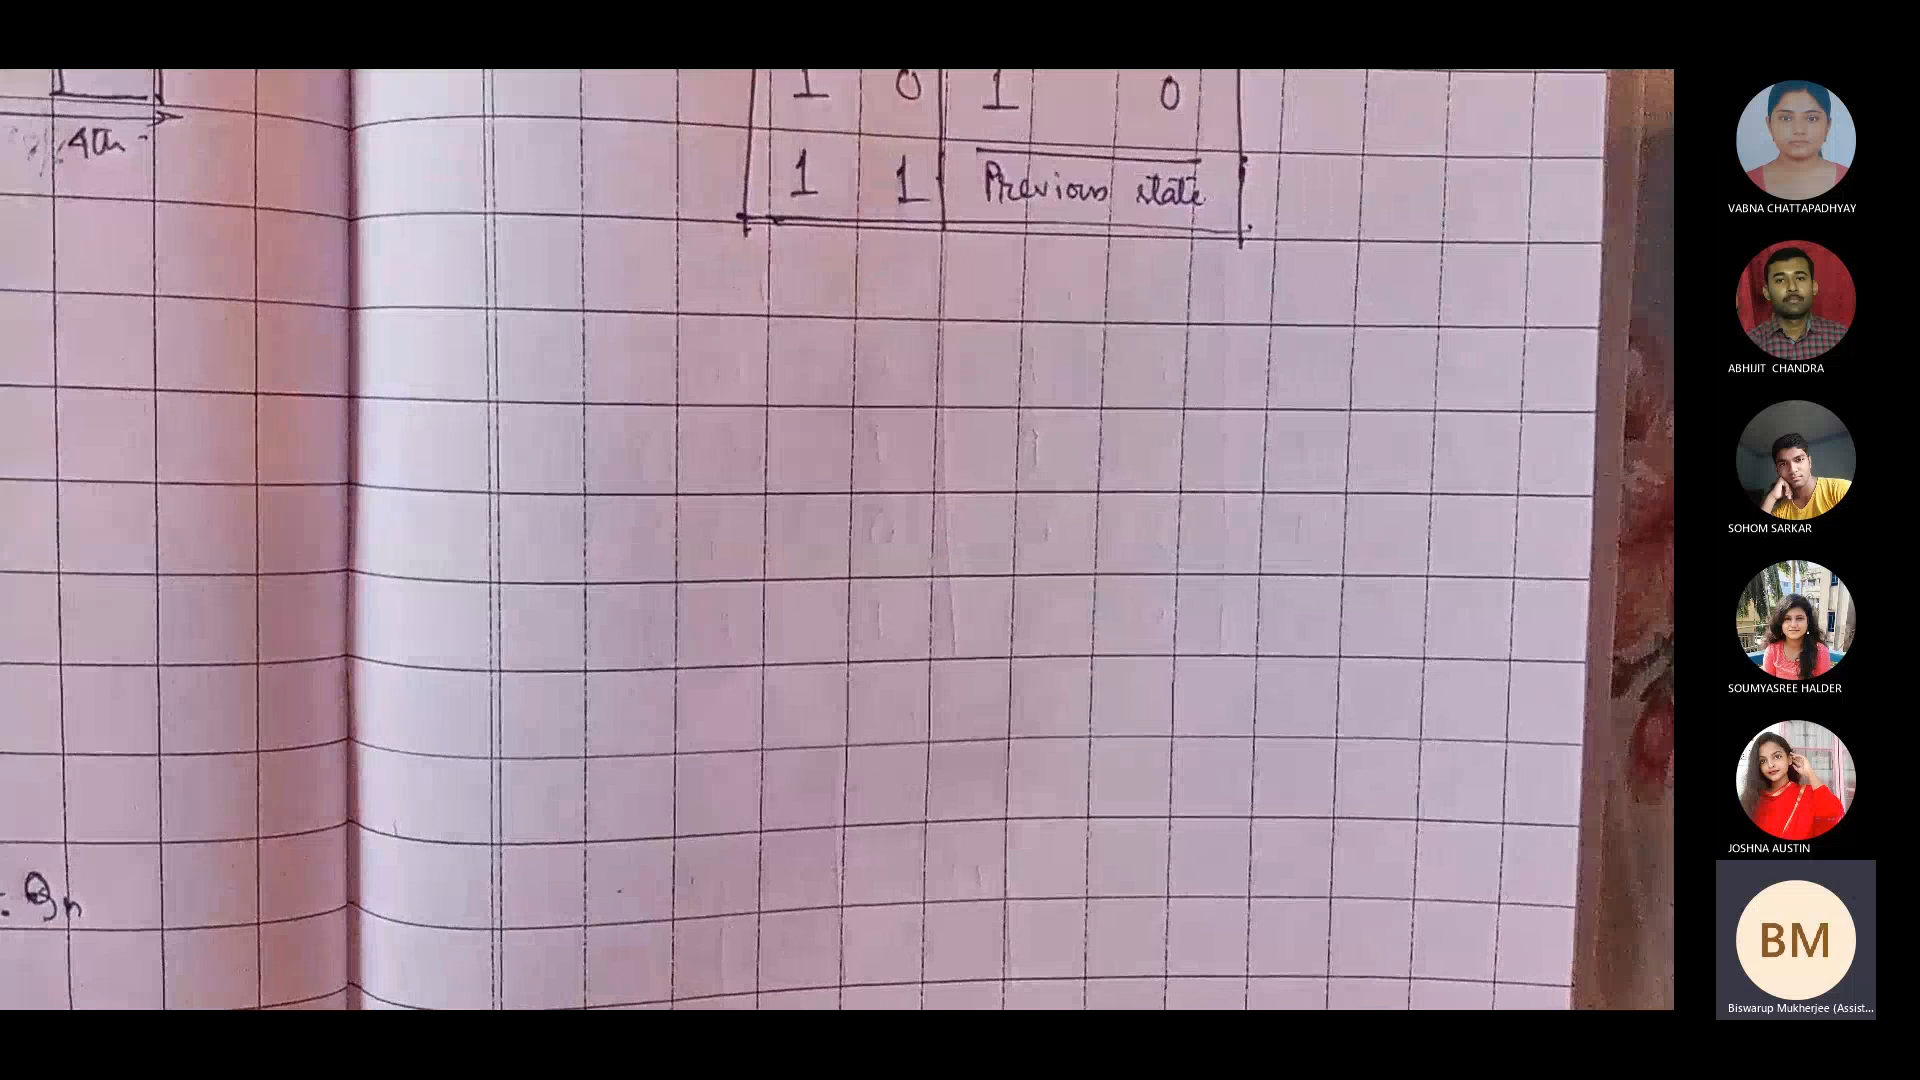 1 0 1 0
1 1 Previous state
4th
: Qn
VABNA CHATTAPADHYAY
ABHIJIT CHANDRA
SOHOM SARKAR
SOUMYASREE HALDER
JOSHNA AUSTIN
BM
Biswarup Mukherjee (Assist...